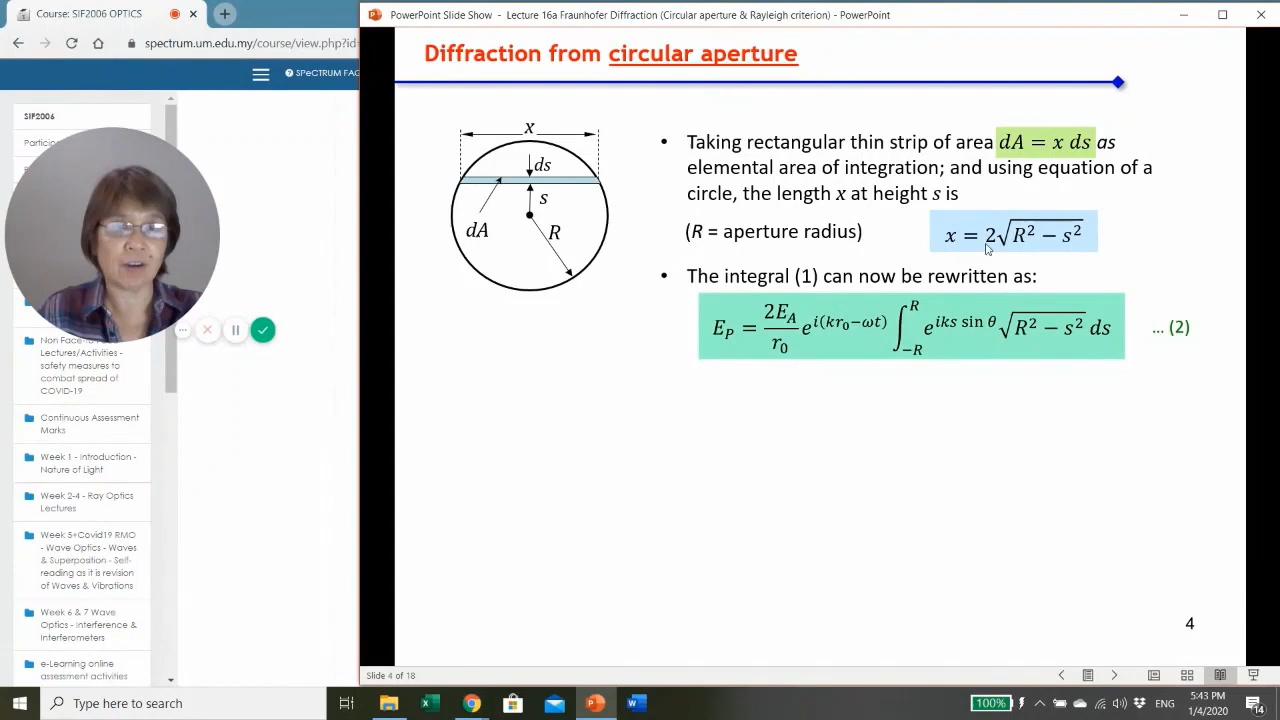 Course: SIF2006 OPTICS
PowerPoint Slide Show - Lecture 16a Fraunhofer Diffraction (Circular aperture & Rayleigh criterion) - PowerPoint
spectrum.um.edu.my/course/view.php?id=
SPeCTRUM FAQ
SIF2006
Particip
Non Face-
Lectures/Activities -
safety measures to
combat spread of
COVID-19
Continuous Assessment
Marks
Week 1 - Introduction -
Nature of Light
Week 2-4 - Ray Optics
Lectures
Week 5+Covid19 RMO
- Wave Optics - Waves
& Superposition - Self-
reading as it is revision
of Waves & Vibrations
Week 6 & 7 Wave
Optics - Interference &
Interferometers
e-Learning online
assessment activities
Diffraction from circular aperture
x
ds
s
dA
R
• Taking rectangular thin strip of area dA = x ds as
elemental area of integration; and using equation of a
circle, the length x at height s is
(R = aperture radius) x = 2√(R² − s²)
• The integral (1) can now be rewritten as:
E_P = 2E_A/r₀ e^{i(kr₀−ωt)} ∫_{−R}^{R} e^{iks sin θ} √(R² − s²) ds ... (2)
4
Slide 4 of 18
Type here to search
100%
ENG
5:43 PM
1/4/2020
14